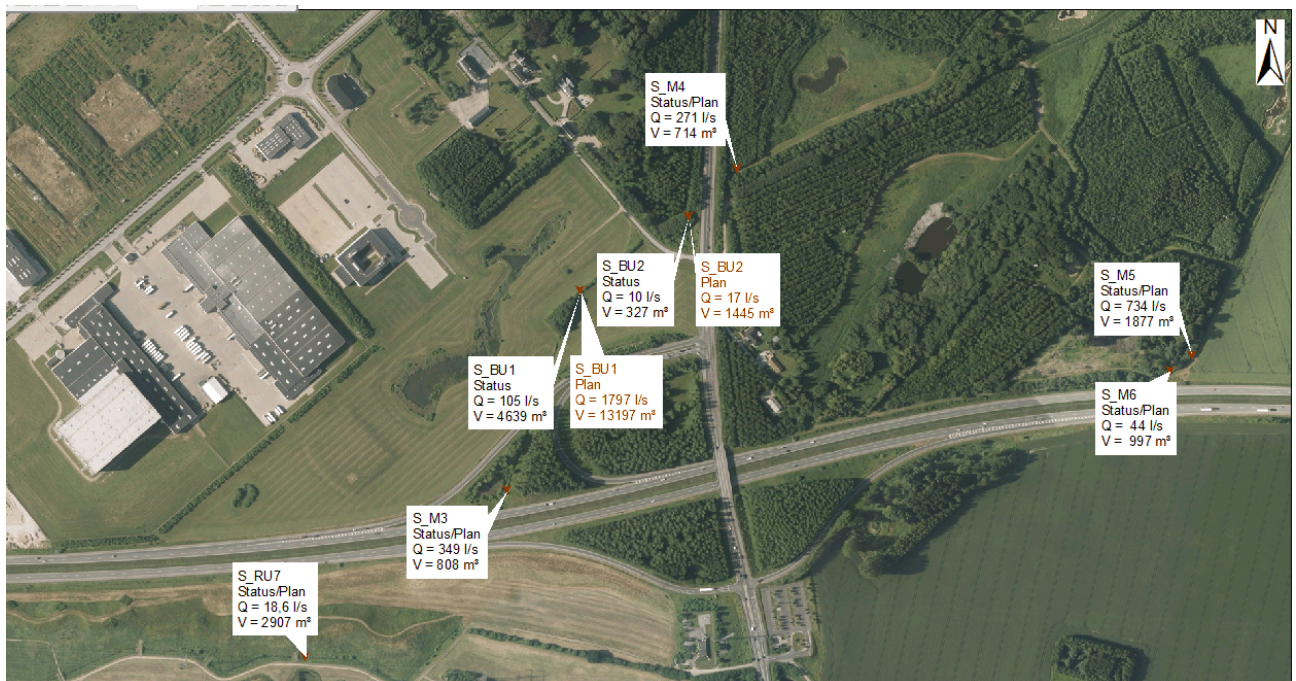 N
S_M4
Status/Plan
Q = 271 l/s
V = 714 m³
S_BU2
Status
Q = 10 l/s
V = 327 m³
S_BU2
Plan
Q = 17 l/s
V = 1445 m³
S_M5
Status/Plan
Q = 734 l/s
V = 1877 m³
S_BU1
Status
Q = 105 l/s
V = 4639 m³
S_BU1
Plan
Q = 1797 l/s
V = 13197 m³
S_M6
Status/Plan
Q = 44 l/s
V = 997 m³
S_M3
Status/Plan
Q = 349 l/s
V = 808 m³
S_RU7
Status/Plan
Q = 18,6 l/s
V = 2907 m³